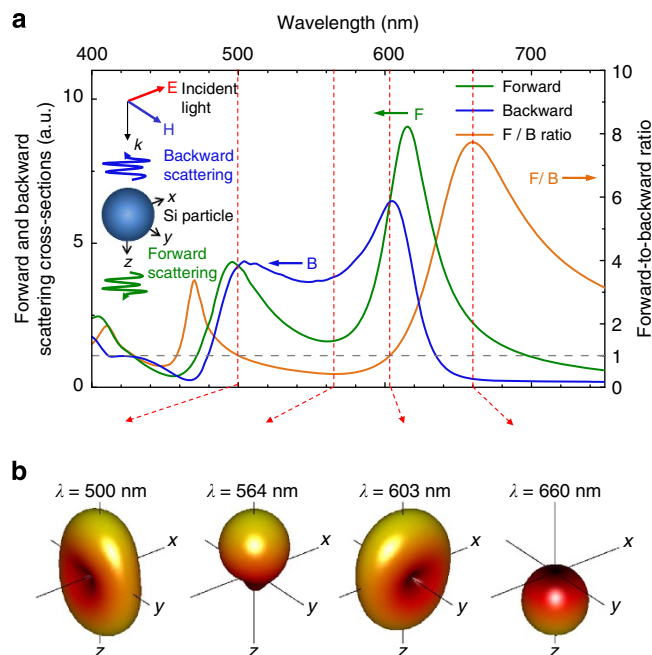 Wavelength (nm)
a
400 500 600 700
Forward and backward
scattering cross-sections (a.u.)
10
5
0
E Incident
light
H
k
Backward
scattering
x
Si particle
y
z
Forward
scattering
B
F
F/B
Forward
Backward
F / B ratio
10
8
6
4
2
1
0
Forward-to-backward ratio
b
λ = 500 nm λ = 564 nm λ = 603 nm λ = 660 nm
x x x x
y y y y
z z z z